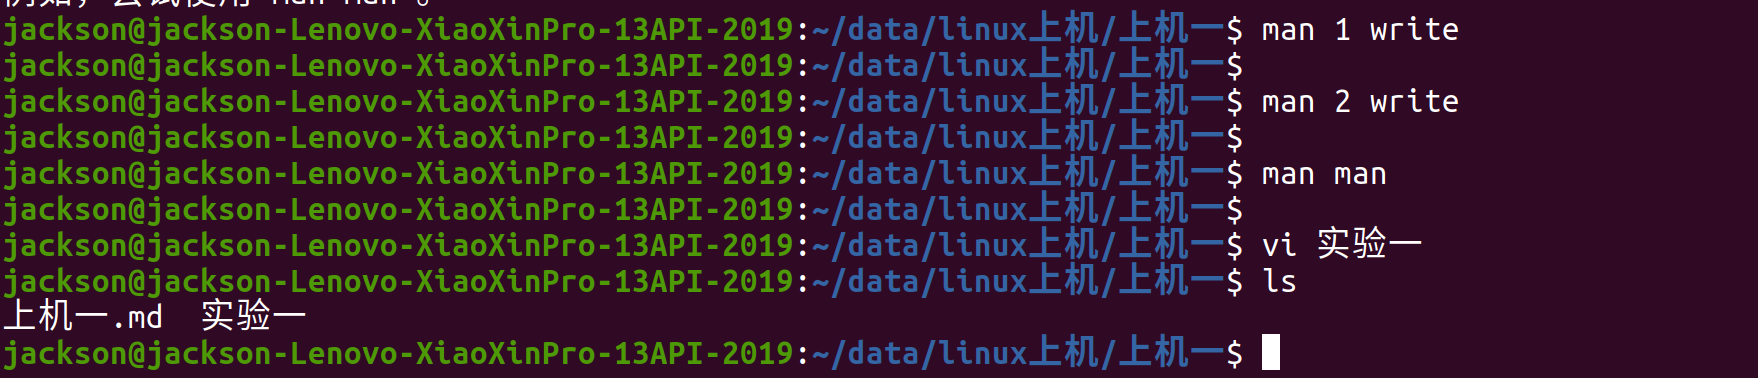 jackson@jackson-Lenovo-XiaoXinPro-13API-2019:~/data/linux上机/上机一$ man 1 write
jackson@jackson-Lenovo-XiaoXinPro-13API-2019:~/data/linux上机/上机一$
jackson@jackson-Lenovo-XiaoXinPro-13API-2019:~/data/linux上机/上机一$ man 2 write
jackson@jackson-Lenovo-XiaoXinPro-13API-2019:~/data/linux上机/上机一$
jackson@jackson-Lenovo-XiaoXinPro-13API-2019:~/data/linux上机/上机一$ man man
jackson@jackson-Lenovo-XiaoXinPro-13API-2019:~/data/linux上机/上机一$
jackson@jackson-Lenovo-XiaoXinPro-13API-2019:~/data/linux上机/上机一$ vi 实验一
jackson@jackson-Lenovo-XiaoXinPro-13API-2019:~/data/linux上机/上机一$ ls
上机一.md 实验一
jackson@jackson-Lenovo-XiaoXinPro-13API-2019:~/data/linux上机/上机一$